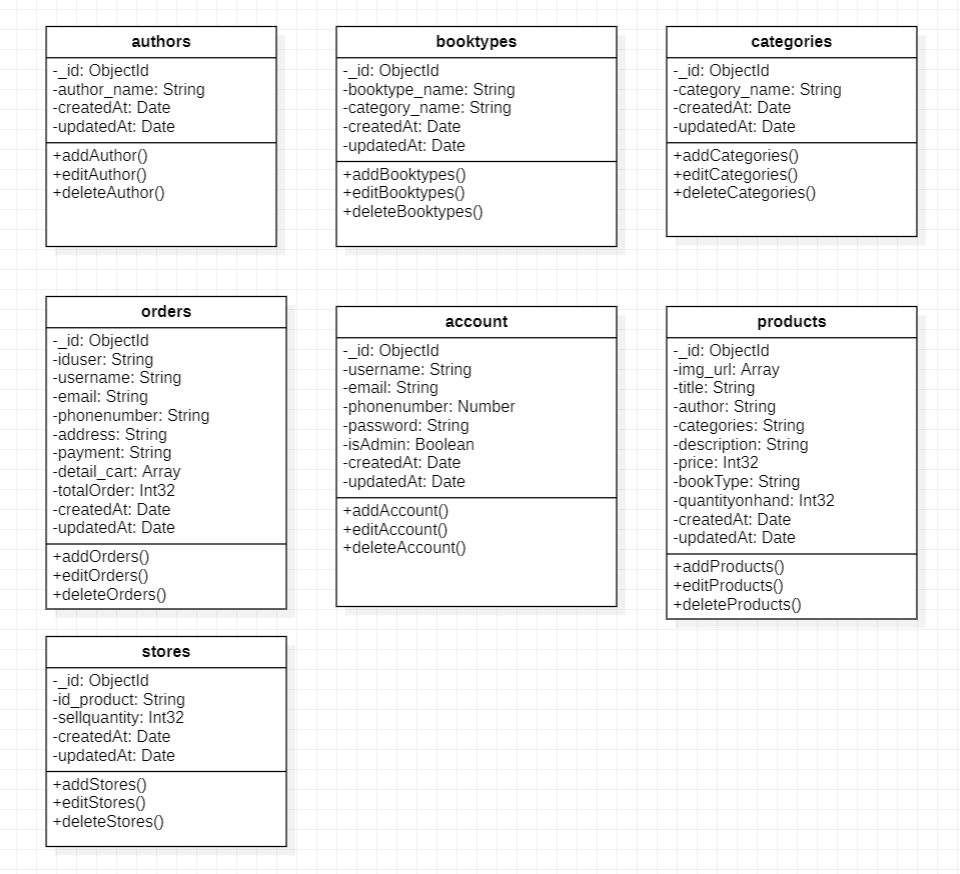 authors
-_id: ObjectId
-author_name: String
-createdAt: Date
-updatedAt: Date
+addAuthor()
+editAuthor()
+deleteAuthor()
booktypes
-_id: ObjectId
-booktype_name: String
-category_name: String
-createdAt: Date
-updatedAt: Date
+addBooktypes()
+editBooktypes()
+deleteBooktypes()
categories
-_id: ObjectId
-category_name: String
-createdAt: Date
-updatedAt: Date
+addCategories()
+editCategories()
+deleteCategories()
orders
-_id: ObjectId
-iduser: String
-username: String
-email: String
-phonenumber: String
-address: String
-payment: String
-detail_cart: Array
-totalOrder: Int32
-createdAt: Date
-updatedAt: Date
+addOrders()
+editOrders()
+deleteOrders()
account
-_id: ObjectId
-username: String
-email: String
-phonenumber: Number
-password: String
-isAdmin: Boolean
-createdAt: Date
-updatedAt: Date
+addAccount()
+editAccount()
+deleteAccount()
products
-_id: ObjectId
-img_url: Array
-title: String
-author: String
-categories: String
-description: String
-price: Int32
-bookType: String
-quantityonhand: Int32
-createdAt: Date
-updatedAt: Date
+addProducts()
+editProducts()
+deleteProducts()
stores
-_id: ObjectId
-id_product: String
-sellquantity: Int32
-createdAt: Date
-updatedAt: Date
+addStores()
+editStores()
+deleteStores()